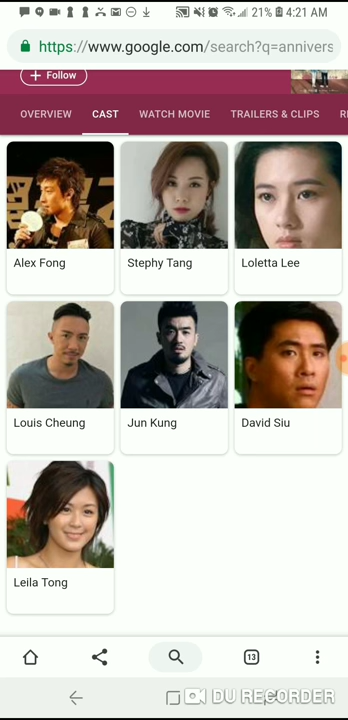 21% 4:21 AM
https://www.google.com/search?q=annivers
+ Follow
OVERVIEW CAST WATCH MOVIE TRAILERS & CLIPS R
Alex Fong Stephy Tang Loletta Lee
Louis Cheung Jun Kung David Siu
Leila Tong
13
DU RECORDER